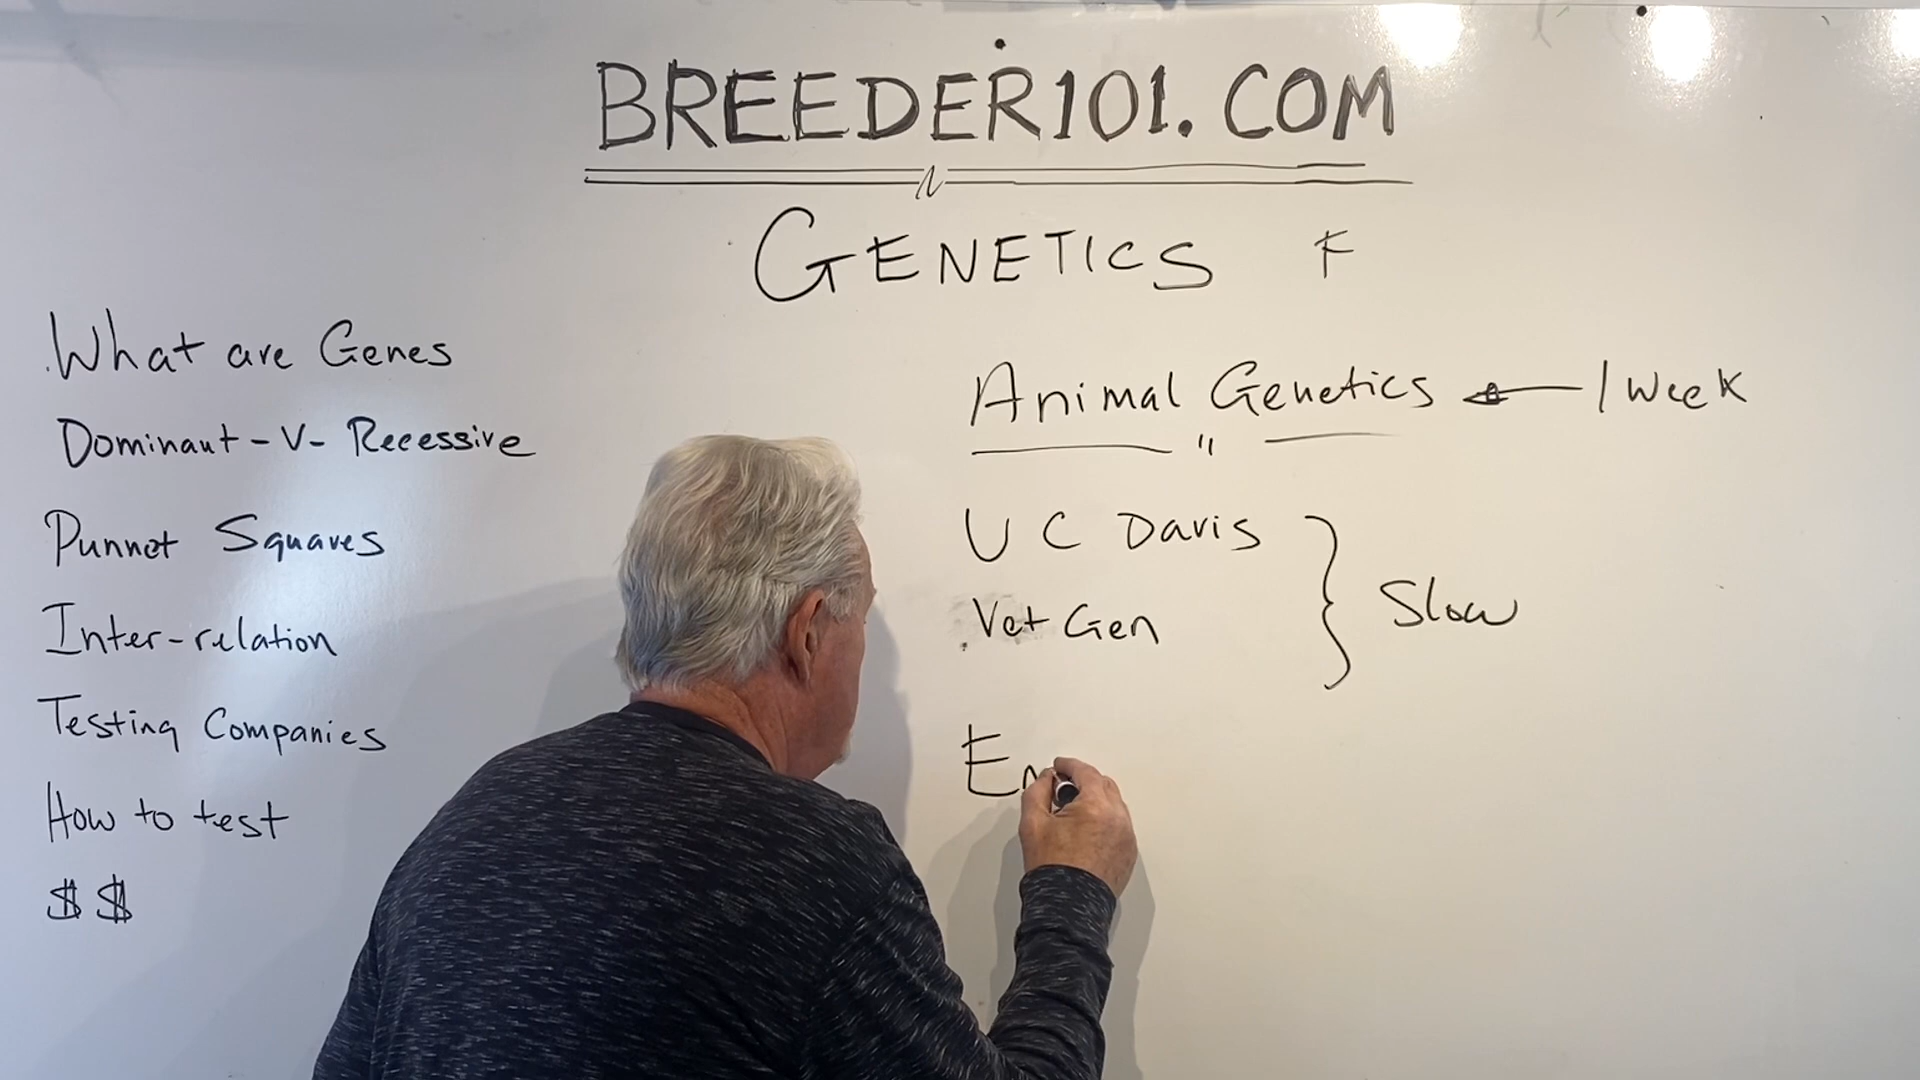 BREEDER101.COM
GENETICS F
What are Genes
Dominant-V-Recessive
Punnet Squares
Inter-relation
Testing Companies
How to test
$$
Animal Genetics ← 1 Week
"
U C Davis
Vet Gen
} Slow
Em